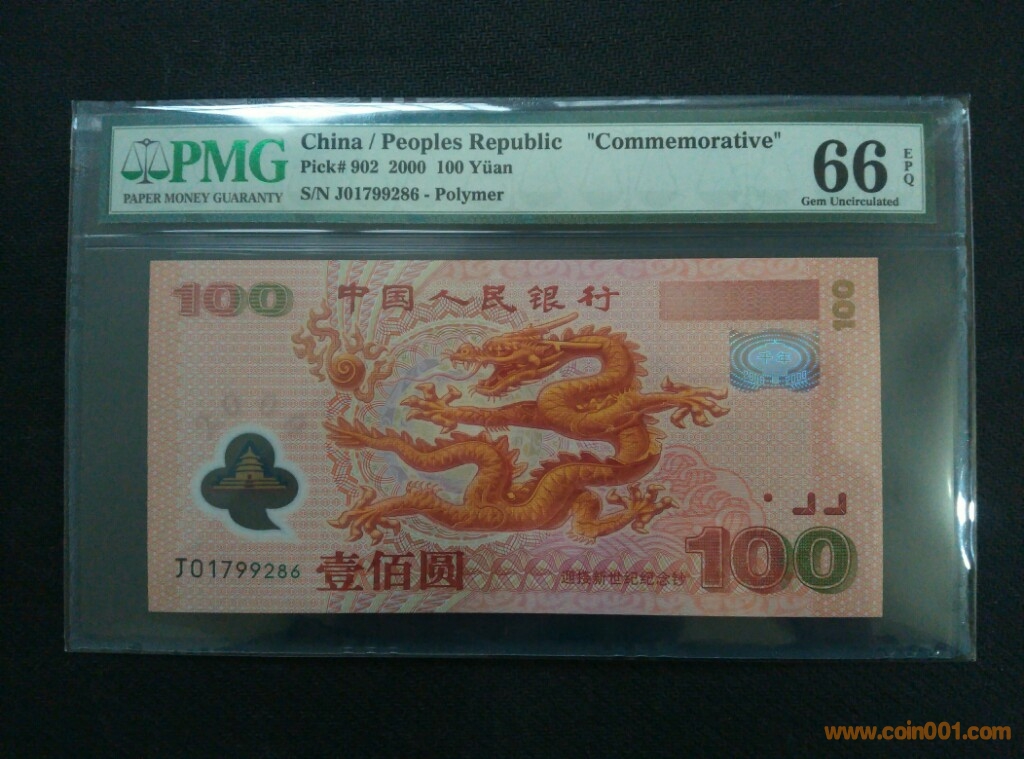 PMG
PAPER MONEY GUARANTY
China / Peoples Republic "Commemorative"
Pick# 902 2000 100 Yüan
S/N J01799286 - Polymer
66
EPQ
Gem Uncirculated
100
中国人民银行
100
千年
J01799286
壹佰圆
迎接新世纪纪念钞
100
www.coin001.com